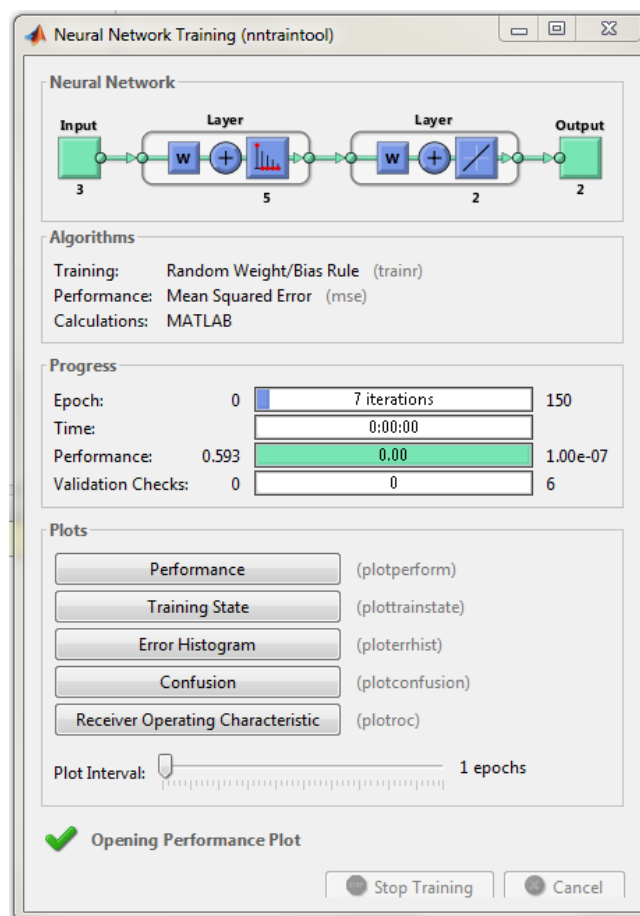 Neural Network Training (nntraintool)
Neural Network
Input Layer Layer Output
W W
3 5 2 2
Algorithms
Training: Random Weight/Bias Rule (trainr)
Performance: Mean Squared Error (mse)
Calculations: MATLAB
Progress
Epoch: 0 7 iterations 150
Time: 0:00:00
Performance: 0.593 0.00 1.00e-07
Validation Checks: 0 0 6
Plots
Performance (plotperform)
Training State (plottrainstate)
Error Histogram (ploterrhist)
Confusion (plotconfusion)
Receiver Operating Characteristic (plotroc)
Plot Interval: 1 epochs
Opening Performance Plot
Stop Training Cancel